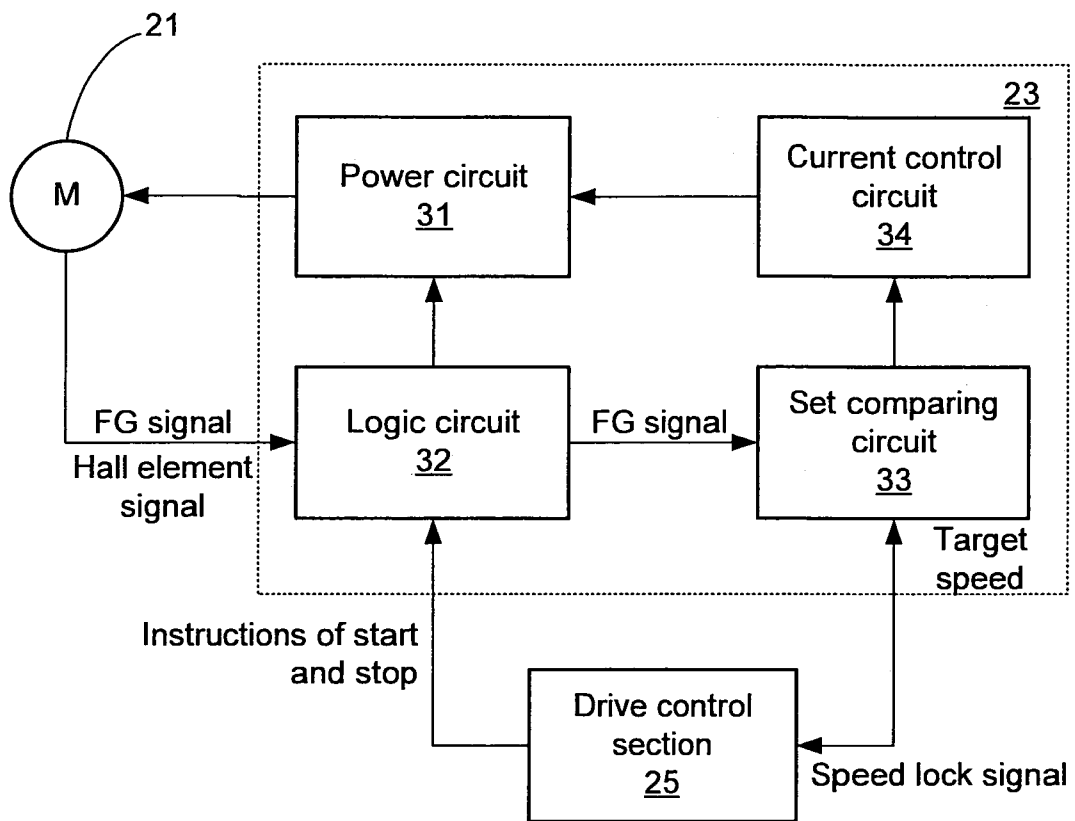 21
23
M
Power circuit
31
Current control
circuit
34
FG signal
Hall element
signal
Logic circuit
32
FG signal
Set comparing
circuit
33
Target
speed
Instructions of start
and stop
Drive control
section
25
Speed lock signal